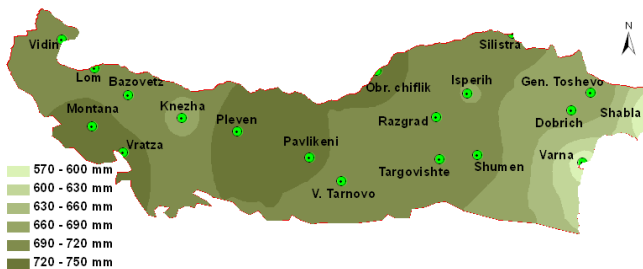 N
Vidin
Silistra
Lom
Bazovetz
Obr. chiflik
Isperih
Gen. Toshevo
Montana
Knezha
Pleven
Razgrad
Dobrich
Shabla
Vratza
Pavlikeni
Targovishte
Shumen
Varna
V. Tarnovo
570 - 600 mm
600 - 630 mm
630 - 660 mm
660 - 690 mm
690 - 720 mm
720 - 750 mm